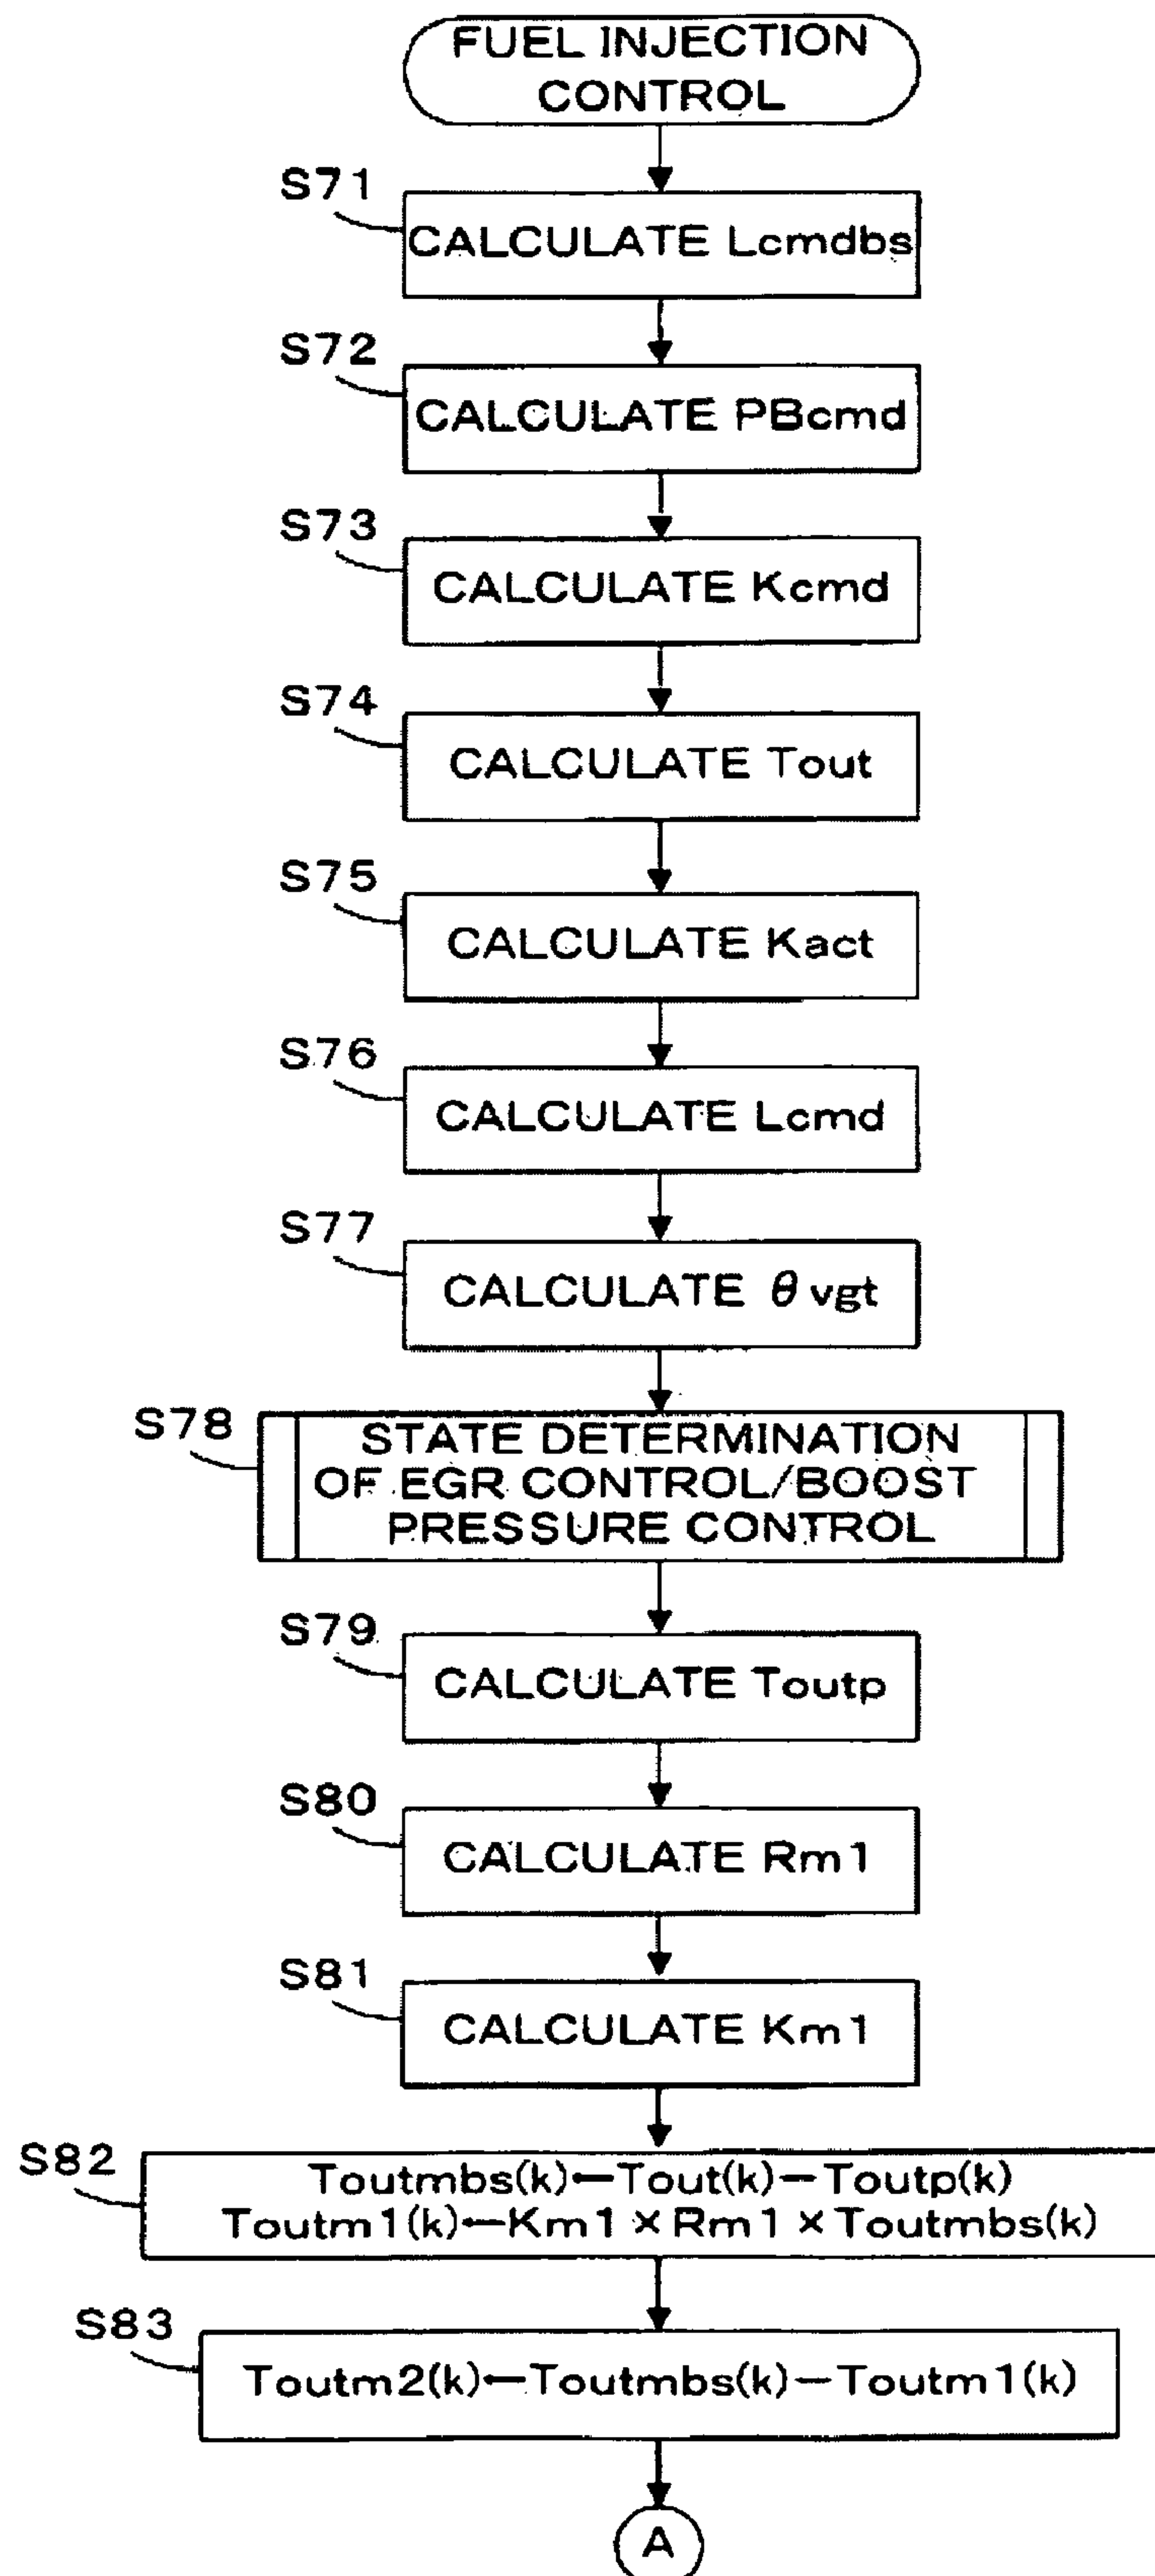 FUEL INJECTION
CONTROL
S71
CALCULATE Lcmdbs
S72
CALCULATE PBcmd
S73
CALCULATE Kcmd
S74
CALCULATE Tout
S75
CALCULATE Kact
S76
CALCULATE Lcmd
S77
CALCULATE θvgt
S78
STATE DETERMINATION
OF EGR CONTROL/BOOST
PRESSURE CONTROL
S79
CALCULATE Toutp
S80
CALCULATE Rm1
S81
CALCULATE Km1
S82
Toutmbs(k)←Tout(k)−Toutp(k)
Toutm1(k)←Km1×Rm1×Toutmbs(k)
S83
Toutm2(k)←Toutmbs(k)−Toutm1(k)
A